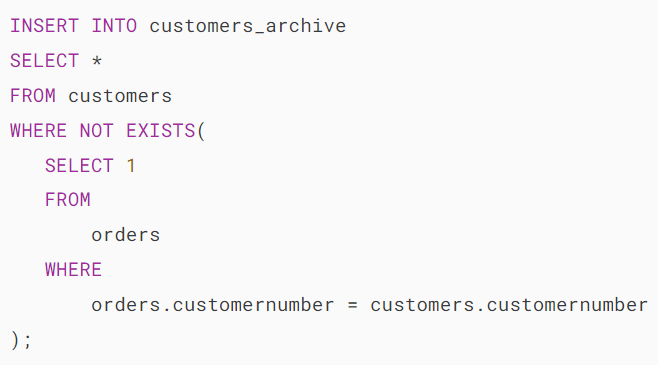 INSERT INTO customers_archive
SELECT *
FROM customers
WHERE NOT EXISTS(
   SELECT 1
   FROM
       orders
   WHERE
       orders.customernumber = customers.customernumber
);